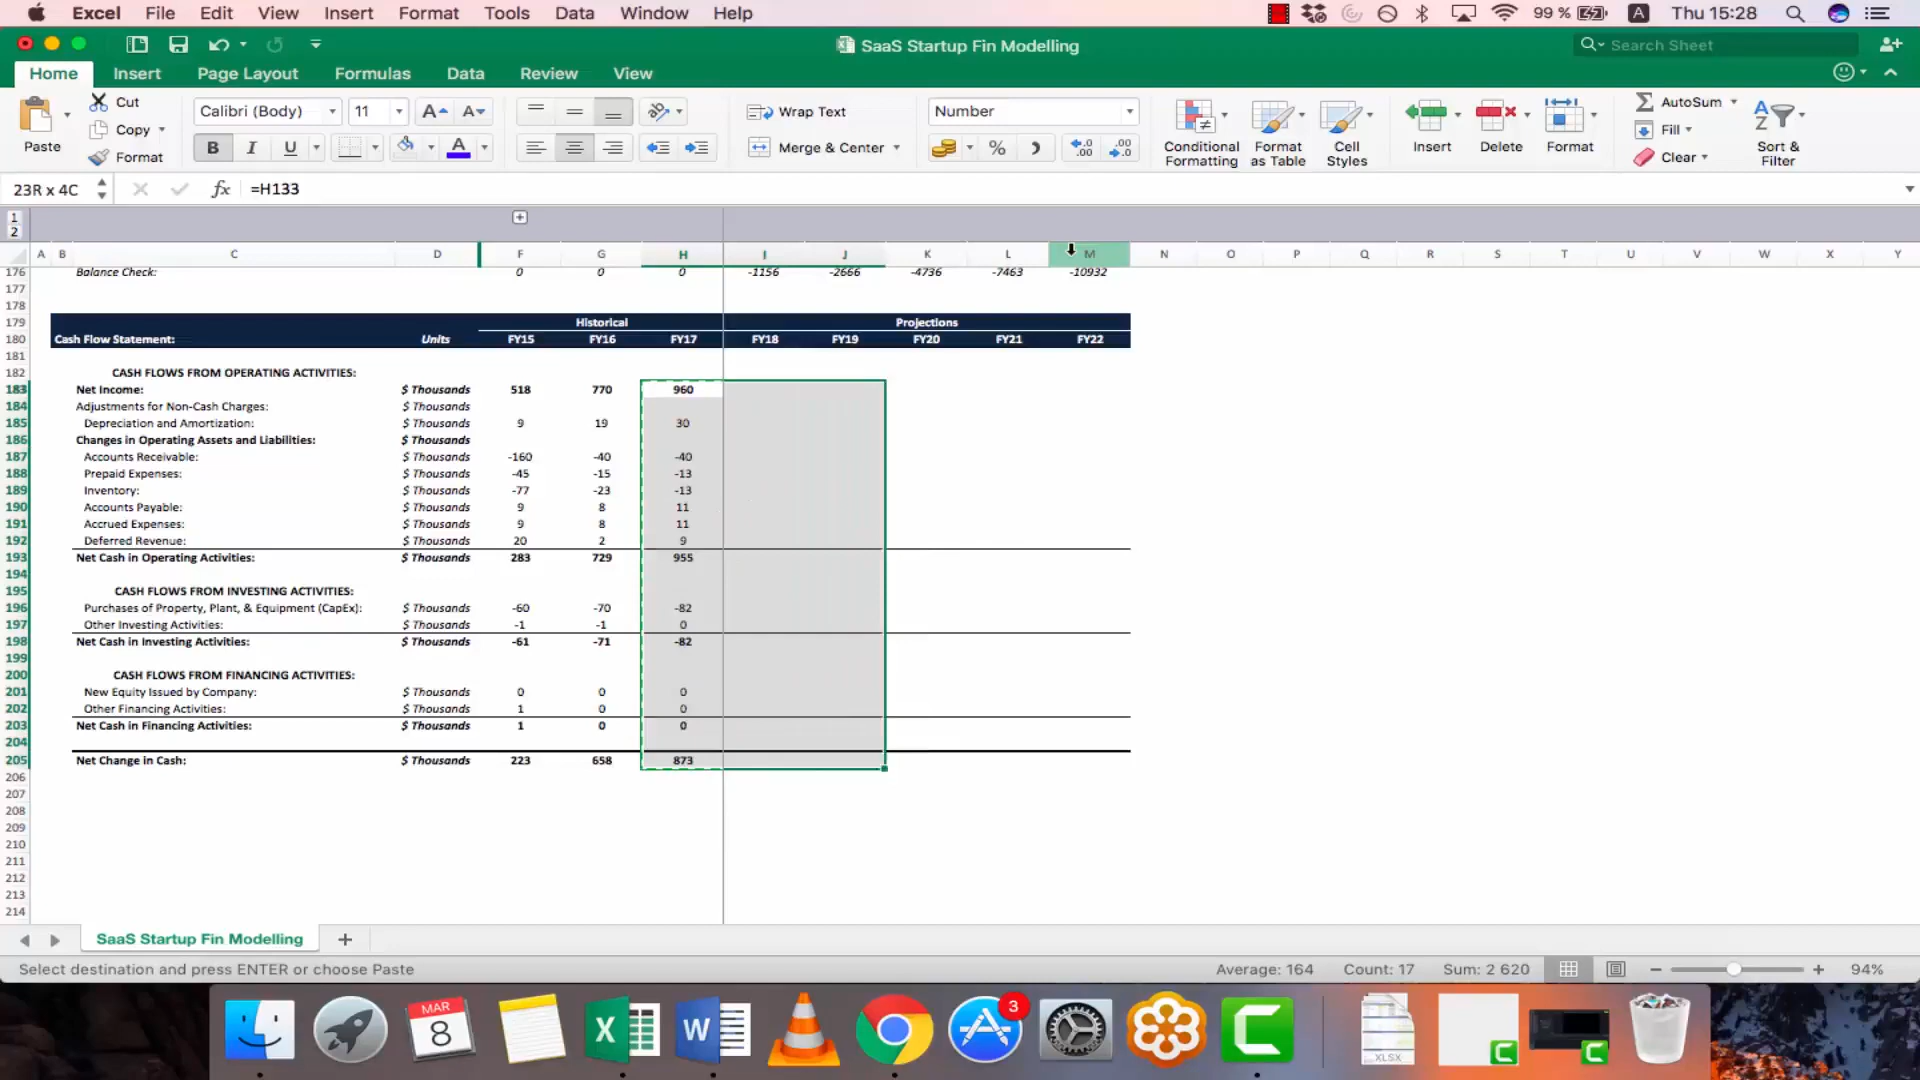 Excel File Edit View Insert Format Tools Data Window Help 99 % A Thu 15:28
SaaS Startup Fin Modelling
Search Sheet
Home Insert Page Layout Formulas Data Review View
Paste
Cut
Copy
Format
Calibri (Body) 11 A A
B I U A
Wrap Text
Merge & Center
Number
%
Conditional Formatting
Format as Table
Cell Styles
Insert
Delete
Format
AutoSum
Fill
Clear
Sort & Filter
23R x 4C fx =H133
1
2
A B C D F G H I J K L M N O P Q R S T U V W X Y
176 Balance Check: 0 0 0 -1156 -2666 -4736 -7463 -10932
177
178
179 Historical Projections
180 Cash Flow Statement: Units FY15 FY16 FY17 FY18 FY19 FY20 FY21 FY22
181
182 CASH FLOWS FROM OPERATING ACTIVITIES:
183 Net Income: $ Thousands 518 770 960
184 Adjustments for Non-Cash Charges: $ Thousands
185 Depreciation and Amortization: $ Thousands 9 19 30
186 Changes in Operating Assets and Liabilities: $ Thousands
187 Accounts Receivable: $ Thousands -160 -40 -40
188 Prepaid Expenses: $ Thousands -45 -15 -13
189 Inventory: $ Thousands -77 -23 -13
190 Accounts Payable: $ Thousands 9 8 11
191 Accrued Expenses: $ Thousands 9 8 11
192 Deferred Revenue: $ Thousands 20 2 9
193 Net Cash in Operating Activities: $ Thousands 283 729 955
194
195 CASH FLOWS FROM INVESTING ACTIVITIES:
196 Purchases of Property, Plant, & Equipment (CapEx): $ Thousands -60 -70 -82
197 Other Investing Activities: $ Thousands -1 -1 0
198 Net Cash in Investing Activities: $ Thousands -61 -71 -82
199
200 CASH FLOWS FROM FINANCING ACTIVITIES:
201 New Equity Issued by Company: $ Thousands 0 0 0
202 Other Financing Activities: $ Thousands 1 0 0
203 Net Cash in Financing Activities: $ Thousands 1 0 0
204
205 Net Change in Cash: $ Thousands 223 658 873
206
207
208
209
210
211
212
213
214
SaaS Startup Fin Modelling
Select destination and press ENTER or choose Paste Average: 164 Count: 17 Sum: 2 620 94%
MAR
8
X
W
3
C
XLSX
C
C